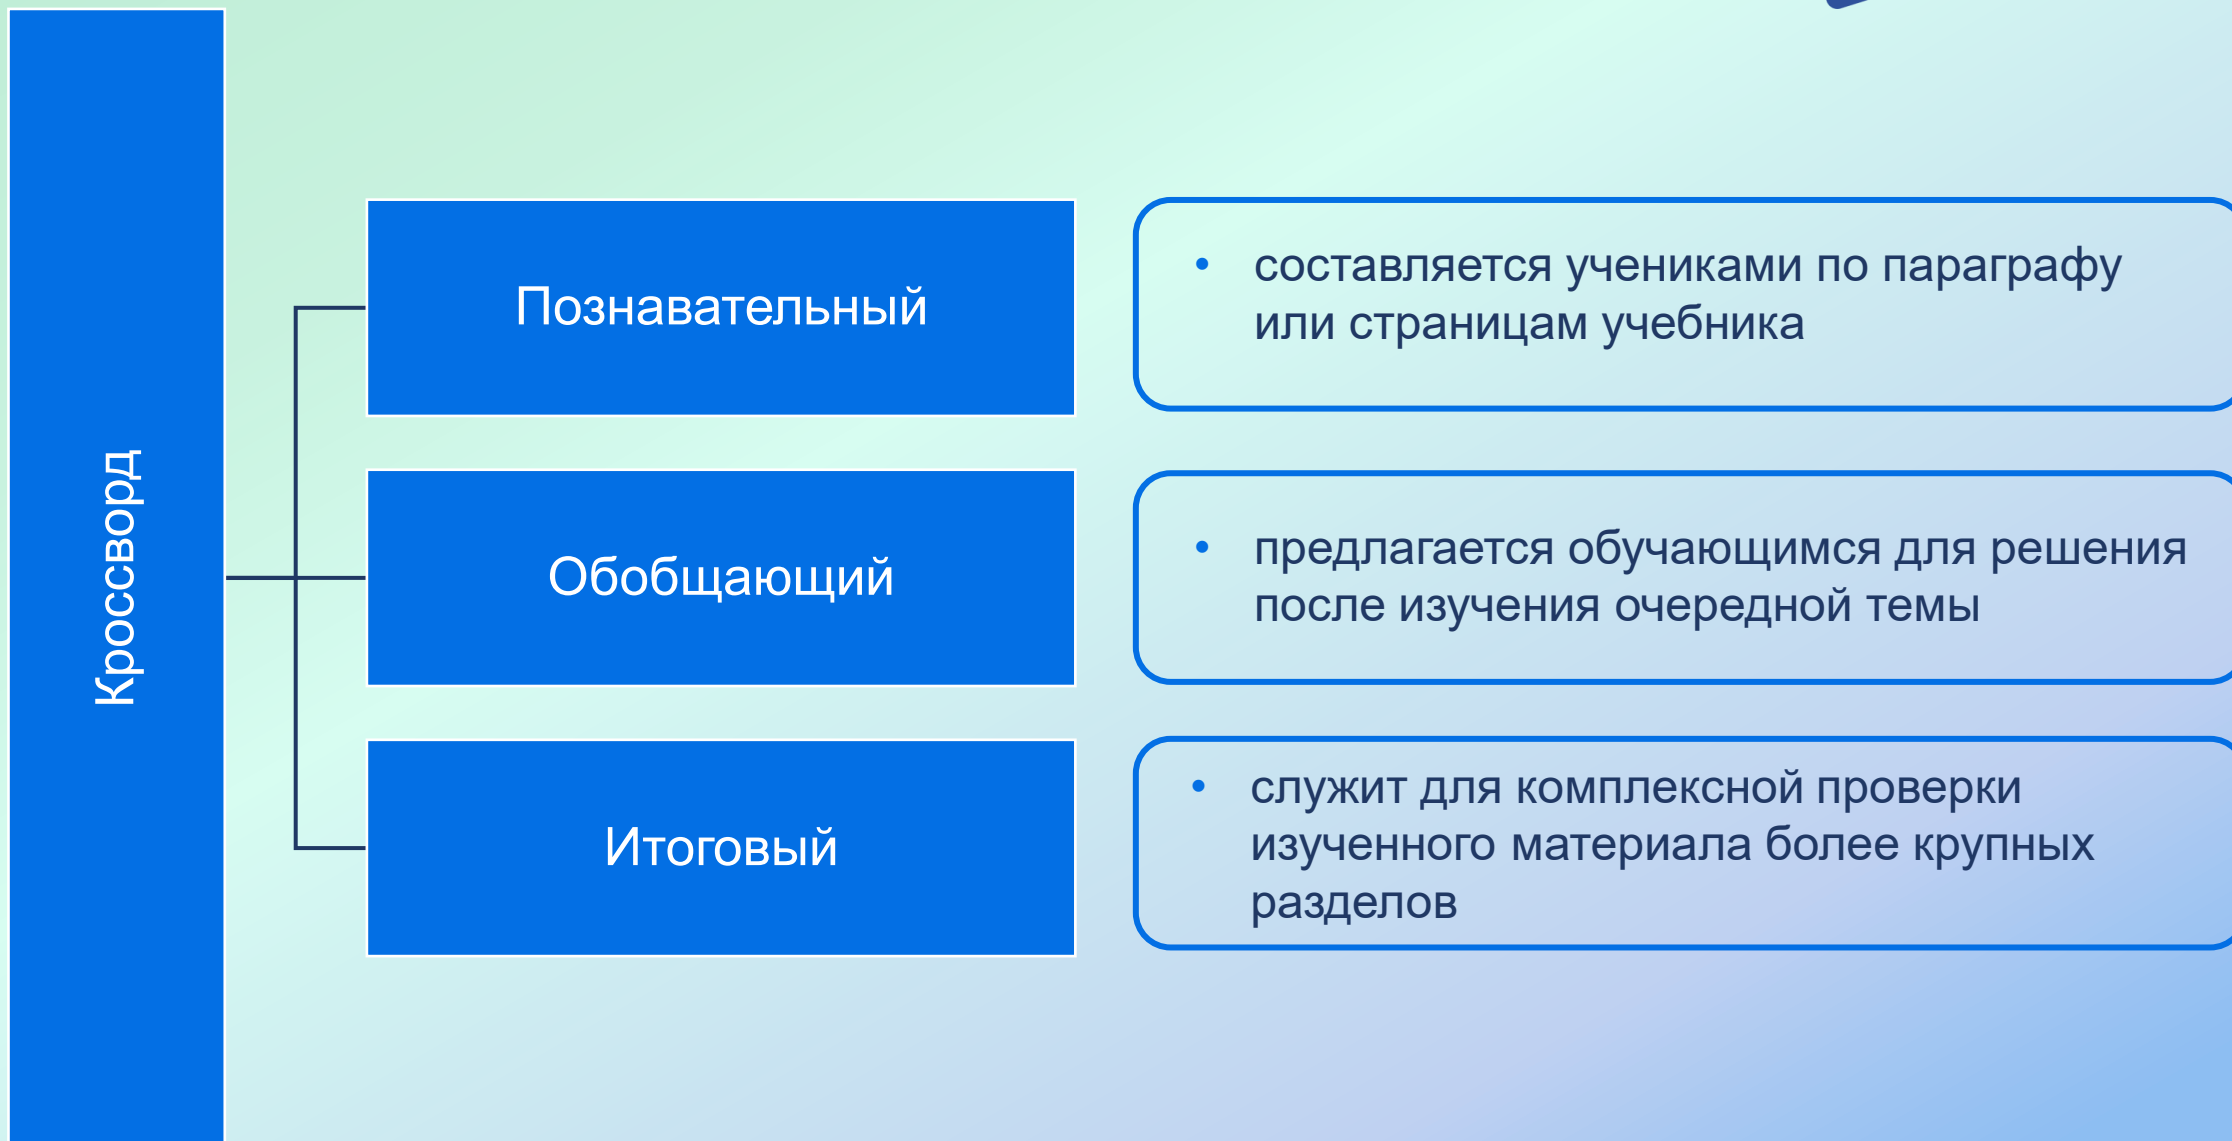 Кроссворд
Познавательный
• составляется учениками по параграфу
или страницам учебника
Обобщающий
• предлагается обучающимся для решения
после изучения очередной темы
Итоговый
• служит для комплексной проверки
изученного материала более крупных
разделов